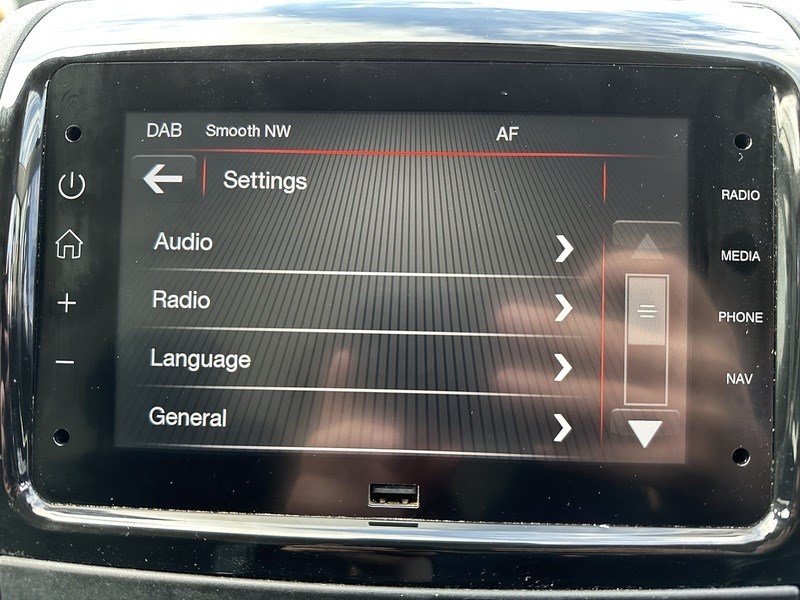 DAB Smooth NW AF
Settings
Audio
Radio
Language
General
RADIO
MEDIA
PHONE
NAV